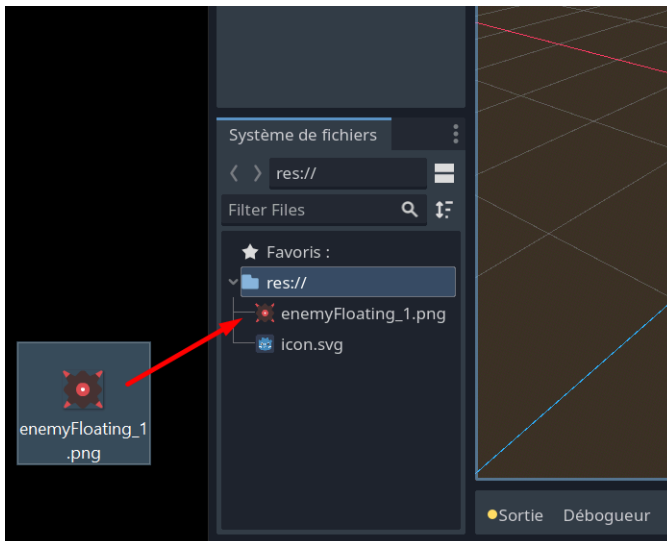 Système de fichiers
res://
Filter Files
Favoris :
res://
enemyFloating_1.png
icon.svg
enemyFloating_1
.png
Sortie Débogueur